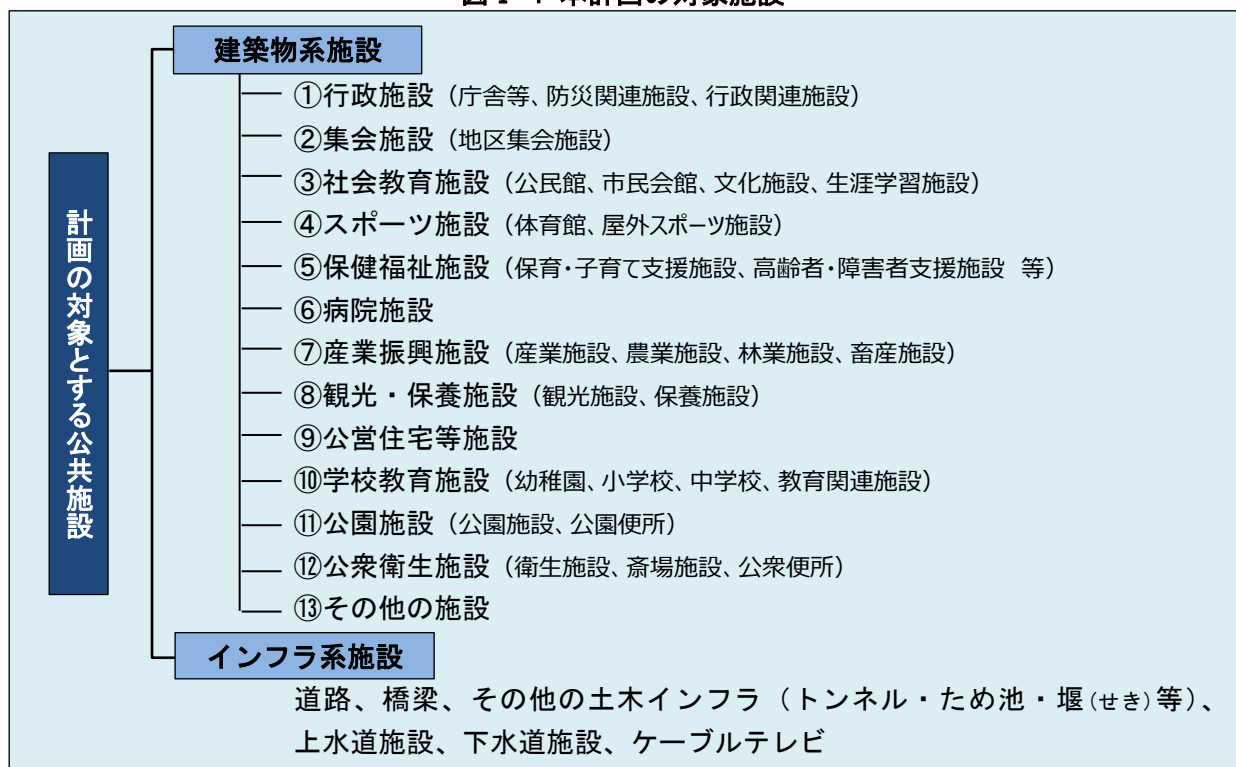 計画の対象とする公共施設
建築物系施設
①行政施設（庁舎等、防災関連施設、行政関連施設）
②集会施設（地区集会施設）
③社会教育施設（公民館、市民会館、文化施設、生涯学習施設）
④スポーツ施設（体育館、屋外スポーツ施設）
⑤保健福祉施設（保育・子育て支援施設、高齢者・障害者支援施設 等）
⑥病院施設
⑦産業振興施設（産業施設、農業施設、林業施設、畜産施設）
⑧観光・保養施設（観光施設、保養施設）
⑨公営住宅等施設
⑩学校教育施設（幼稚園、小学校、中学校、教育関連施設）
⑪公園施設（公園施設、公園便所）
⑫公衆衛生施設（衛生施設、斎場施設、公衆便所）
⑬その他の施設
インフラ系施設
道路、橋梁、その他の土木インフラ（トンネル・ため池・堰(せき)等）、
上水道施設、下水道施設、ケーブルテレビ